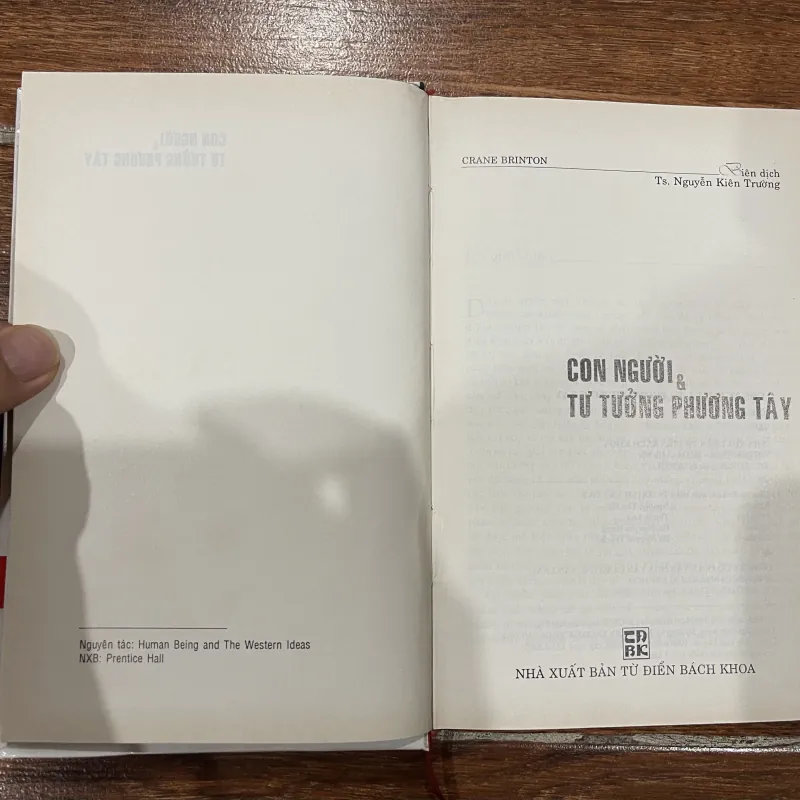 Nguyên tác: Human Being and The Western Ideas
NXB: Prentice Hall
CRANE BRINTON
Biên dịch
Ts. Nguyễn Kiên Trường
CON NGƯỜI &
TƯ TƯỞNG PHƯƠNG TÂY
NHÀ XUẤT BẢN TỪ ĐIỂN BÁCH KHOA